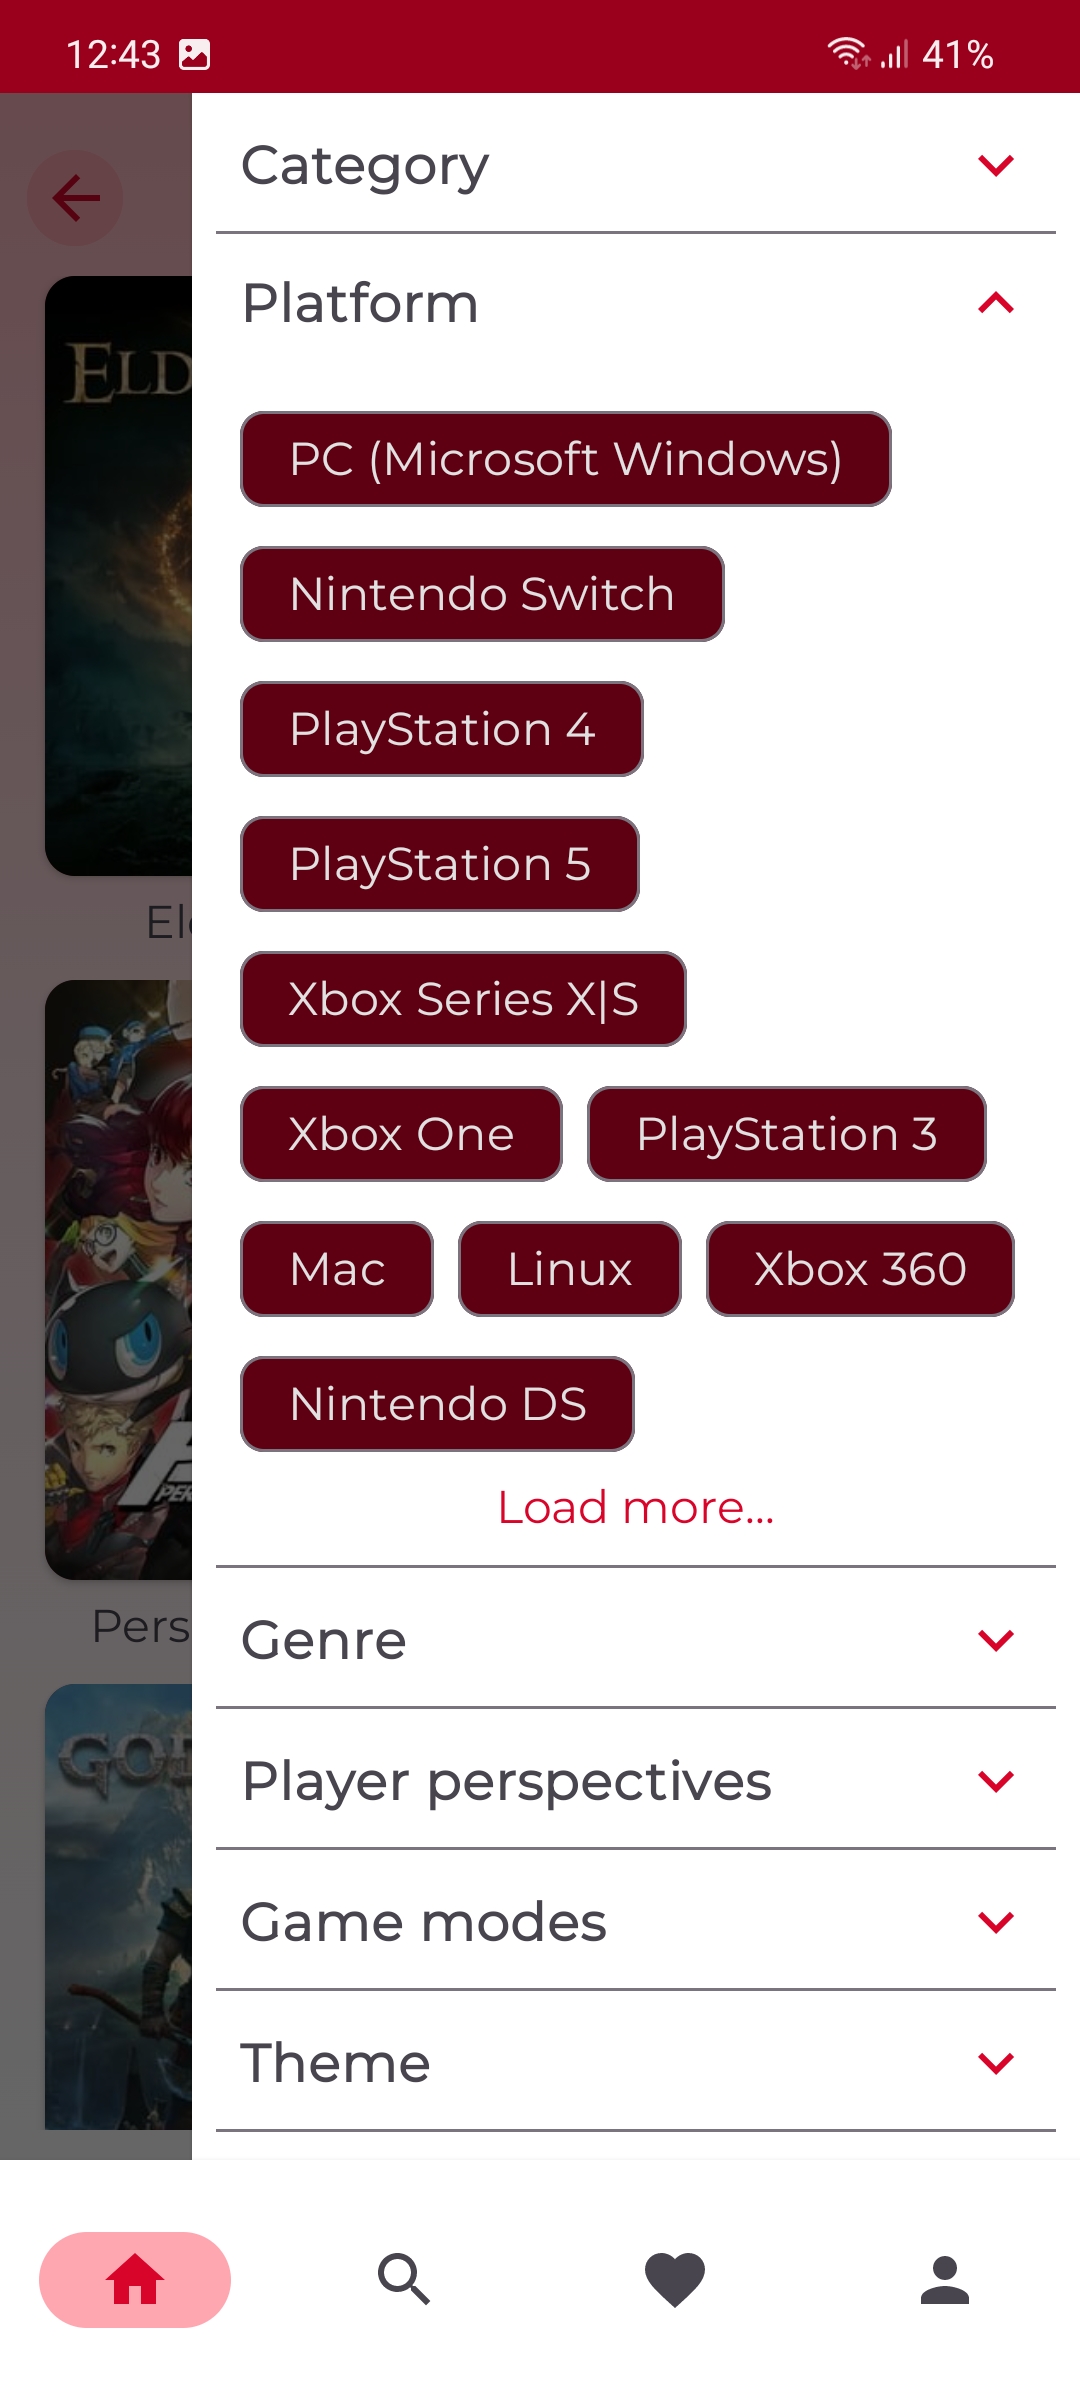 12:43 41%
Category
Platform
ELD
PC (Microsoft Windows)
Nintendo Switch
PlayStation 4
PlayStation 5
El
Xbox Series X|S
Xbox One PlayStation 3
Mac Linux Xbox 360
Nintendo DS
Load more...
Pers
Genre
GO
Player perspectives
Game modes
Theme